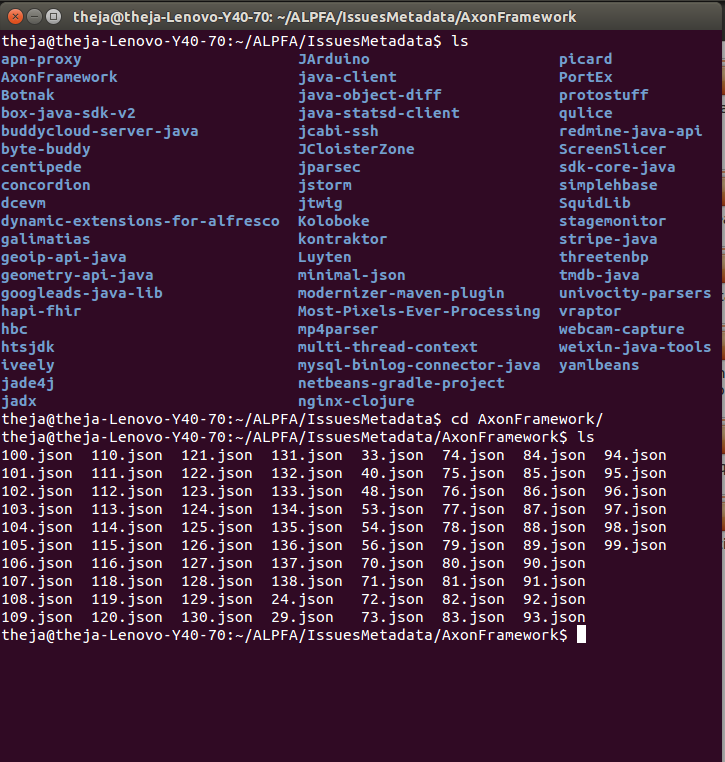 theja@theja-Lenovo-Y40-70: ~/ALPFA/IssuesMetadata/AxonFramework
theja@theja-Lenovo-Y40-70:~/ALPFA/IssuesMetadata$ ls
apn-proxy JArduino picard
AxonFramework java-client PortEx
Botnak java-object-diff protostuff
box-java-sdk-v2 java-statsd-client qulice
buddycloud-server-java jcabi-ssh redmine-java-api
byte-buddy JCloisterZone ScreenSlicer
centipede jparsec sdk-core-java
concordion jstorm simplehbase
dcevm jtwig SquidLib
dynamic-extensions-for-alfresco Koloboke stagemonitor
galimatias kontraktor stripe-java
geoip-api-java Luyten threetenbp
geometry-api-java minimal-json tmdb-java
googleads-java-lib modernizer-maven-plugin univocity-parsers
hapi-fhir Most-Pixels-Ever-Processing vraptor
hbc mp4parser webcam-capture
htsjdk multi-thread-context weixin-java-tools
iveely mysql-binlog-connector-java yamlbeans
jade4j netbeans-gradle-project
jadx nginx-clojure
theja@theja-Lenovo-Y40-70:~/ALPFA/IssuesMetadata$ cd AxonFramework/
theja@theja-Lenovo-Y40-70:~/ALPFA/IssuesMetadata/AxonFramework$ ls
100.json 110.json 121.json 131.json 33.json 74.json 84.json 94.json
101.json 111.json 122.json 132.json 40.json 75.json 85.json 95.json
102.json 112.json 123.json 133.json 48.json 76.json 86.json 96.json
103.json 113.json 124.json 134.json 53.json 77.json 87.json 97.json
104.json 114.json 125.json 135.json 54.json 78.json 88.json 98.json
105.json 115.json 126.json 136.json 56.json 79.json 89.json 99.json
106.json 116.json 127.json 137.json 70.json 80.json 90.json
107.json 118.json 128.json 138.json 71.json 81.json 91.json
108.json 119.json 129.json 24.json 72.json 82.json 92.json
109.json 120.json 130.json 29.json 73.json 83.json 93.json
theja@theja-Lenovo-Y40-70:~/ALPFA/IssuesMetadata/AxonFramework$